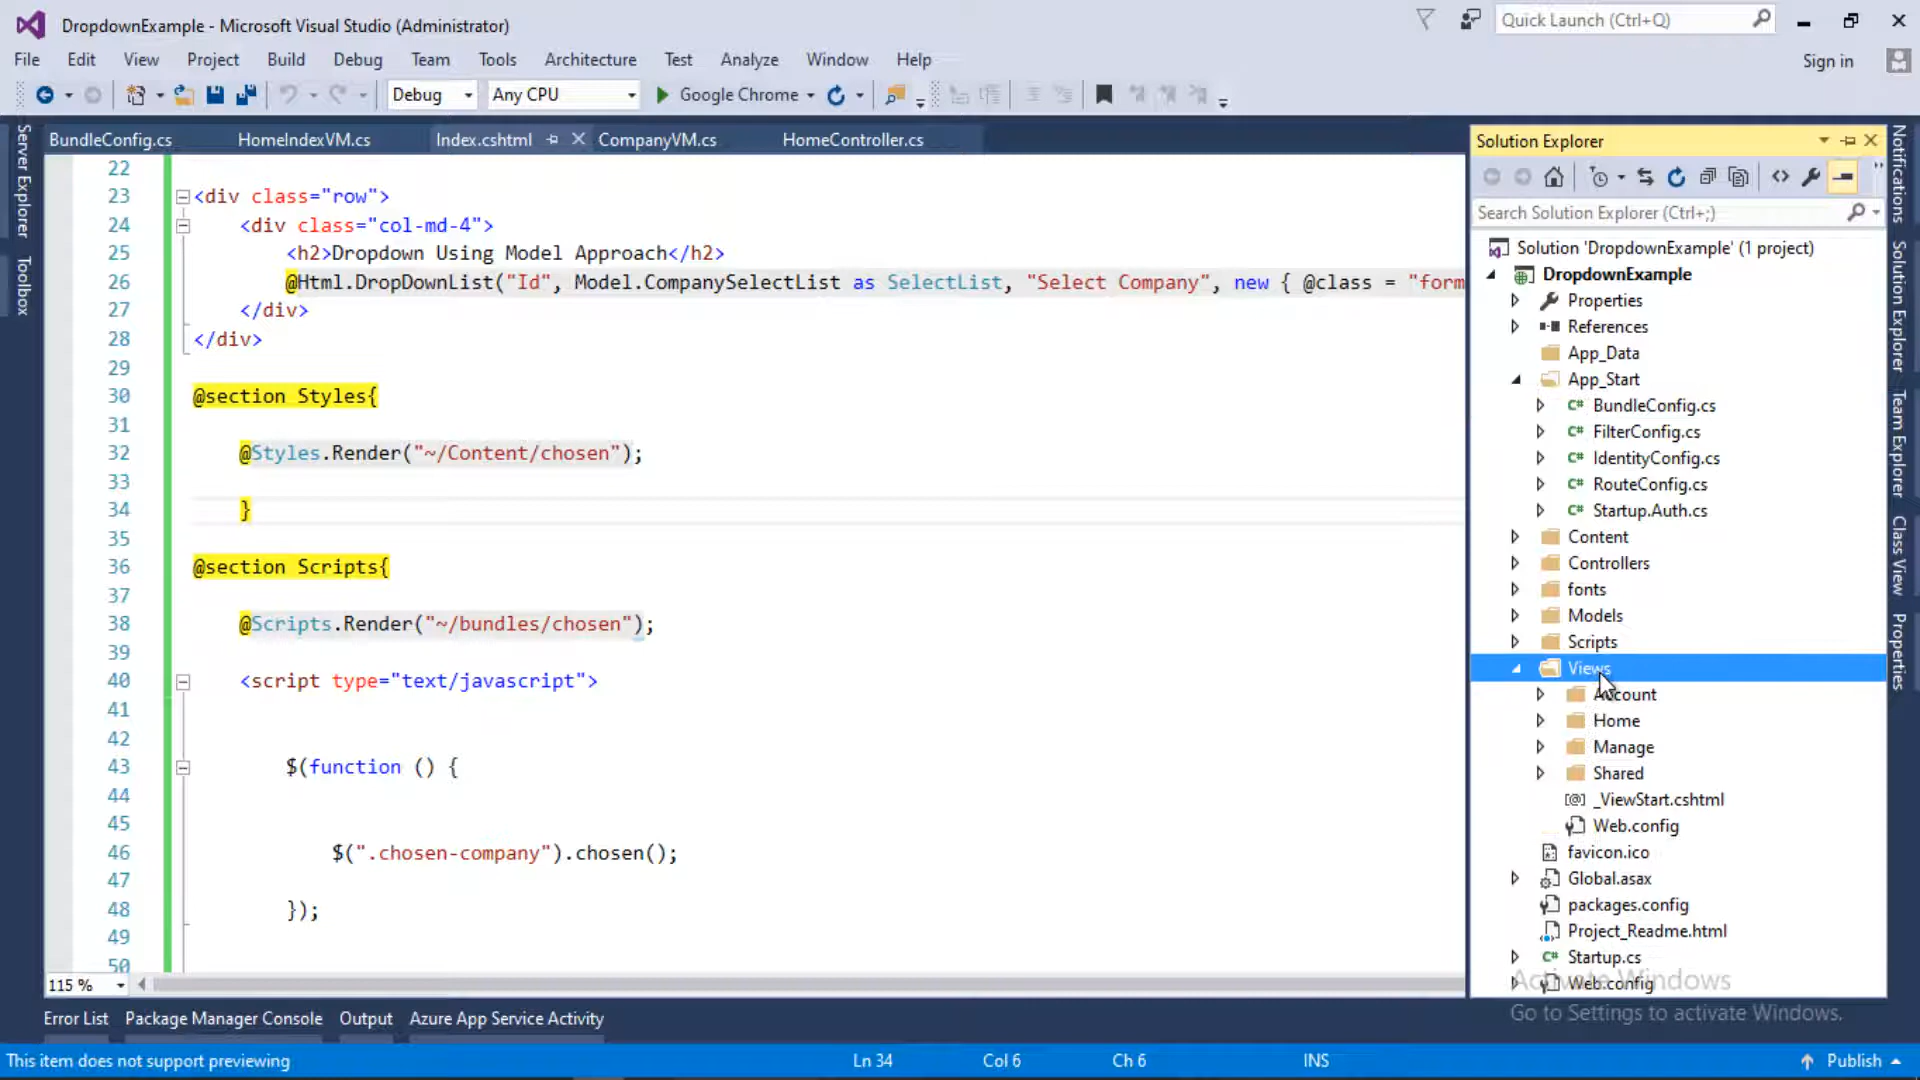 DropdownExample - Microsoft Visual Studio (Administrator)
Quick Launch (Ctrl+Q)
File Edit View Project Build Debug Team Tools Architecture Test Analyze Window Help
Sign in
Debug Any CPU Google Chrome
BundleConfig.cs HomeIndexVM.cs Index.cshtml CompanyVM.cs HomeController.cs
Server Explorer
Toolbox
22
23 <div class="row">
24 <div class="col-md-4">
25 <h2>Dropdown Using Model Approach</h2>
26 @Html.DropDownList("Id", Model.CompanySelectList as SelectList, "Select Company", new { @class = "form
27 </div>
28 </div>
29
30 @section Styles{
31
32 @Styles.Render("~/Content/chosen");
33
34 }
35
36 @section Scripts{
37
38 @Scripts.Render("~/bundles/chosen");
39
40 <script type="text/javascript">
41
42
43 $(function () {
44
45
46 $(".chosen-company").chosen();
47
48 });
49
50
115 %
Solution Explorer
Search Solution Explorer (Ctrl+;)
Solution 'DropdownExample' (1 project)
DropdownExample
Properties
References
App_Data
App_Start
C# BundleConfig.cs
C# FilterConfig.cs
C# IdentityConfig.cs
C# RouteConfig.cs
C# Startup.Auth.cs
Content
Controllers
fonts
Models
Scripts
Views
Account
Home
Manage
Shared
[@] _ViewStart.cshtml
Web.config
favicon.ico
Global.asax
packages.config
Project_Readme.html
C# Startup.cs
Web.config
Activate Windows
Go to Settings to activate Windows.
Notifications
Solution Explorer
Team Explorer
Class View
Properties
Error List Package Manager Console Output Azure App Service Activity
This item does not support previewing Ln 34 Col 6 Ch 6 INS Publish